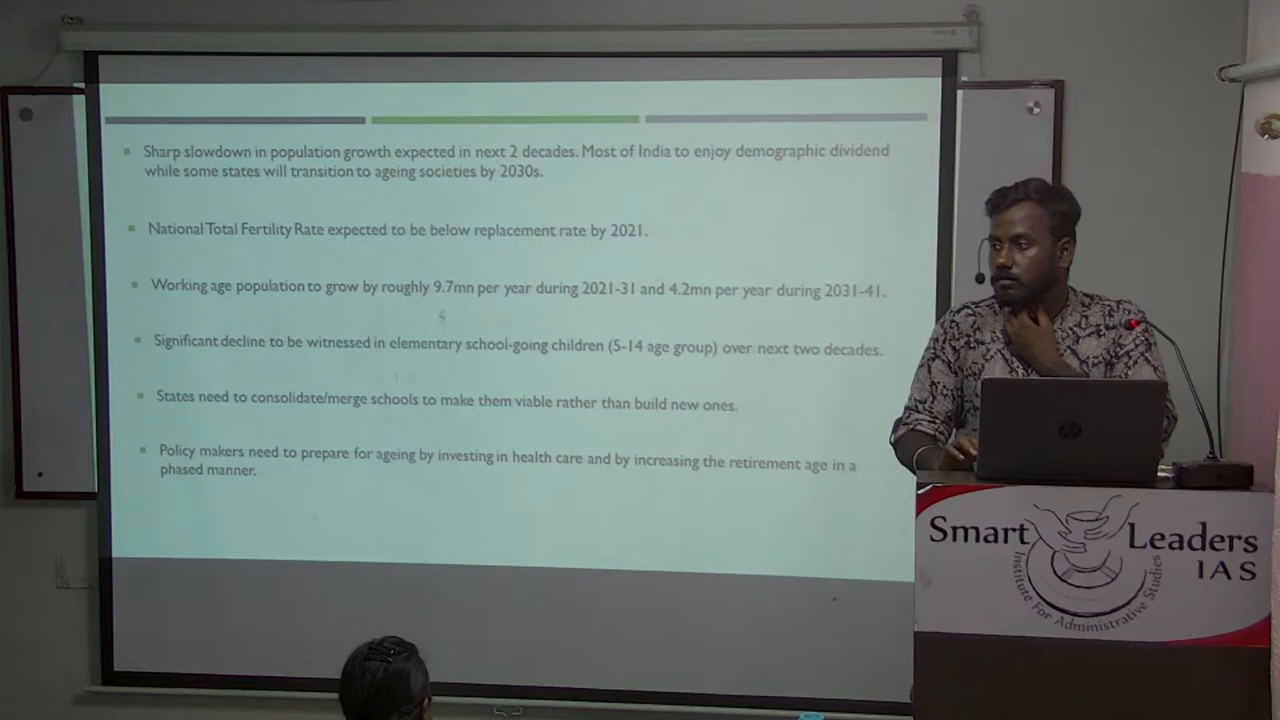 Sharp slowdown in population growth expected in next 2 decades. Most of India to enjoy demographic dividend
while some states will transition to ageing societies by 2030s.
National Total Fertility Rate expected to be below replacement rate by 2021.
Working age population to grow by roughly 9.7mn per year during 2021-31 and 4.2mn per year during 2031-41.
Significant decline to be witnessed in elementary school-going children (5-14 age group) over next two decades.
States need to consolidate/merge schools to make them viable rather than build new ones.
Policy makers need to prepare for ageing by investing in health care and by increasing the retirement age in a
phased manner.
Smart Leaders
IAS
Institute For Administrative Studies
hp